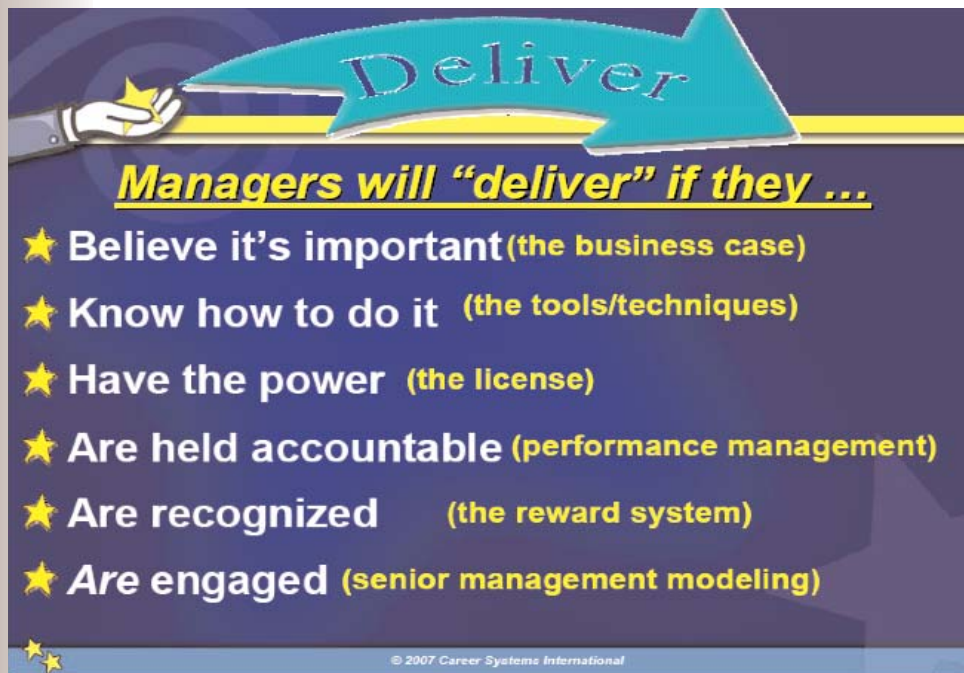 Deliver
Managers will “deliver” if they ...
Believe it’s important (the business case)
Know how to do it (the tools/techniques)
Have the power (the license)
Are held accountable (performance management)
Are recognized (the reward system)
Are engaged (senior management modeling)
© 2007 Career Systems International